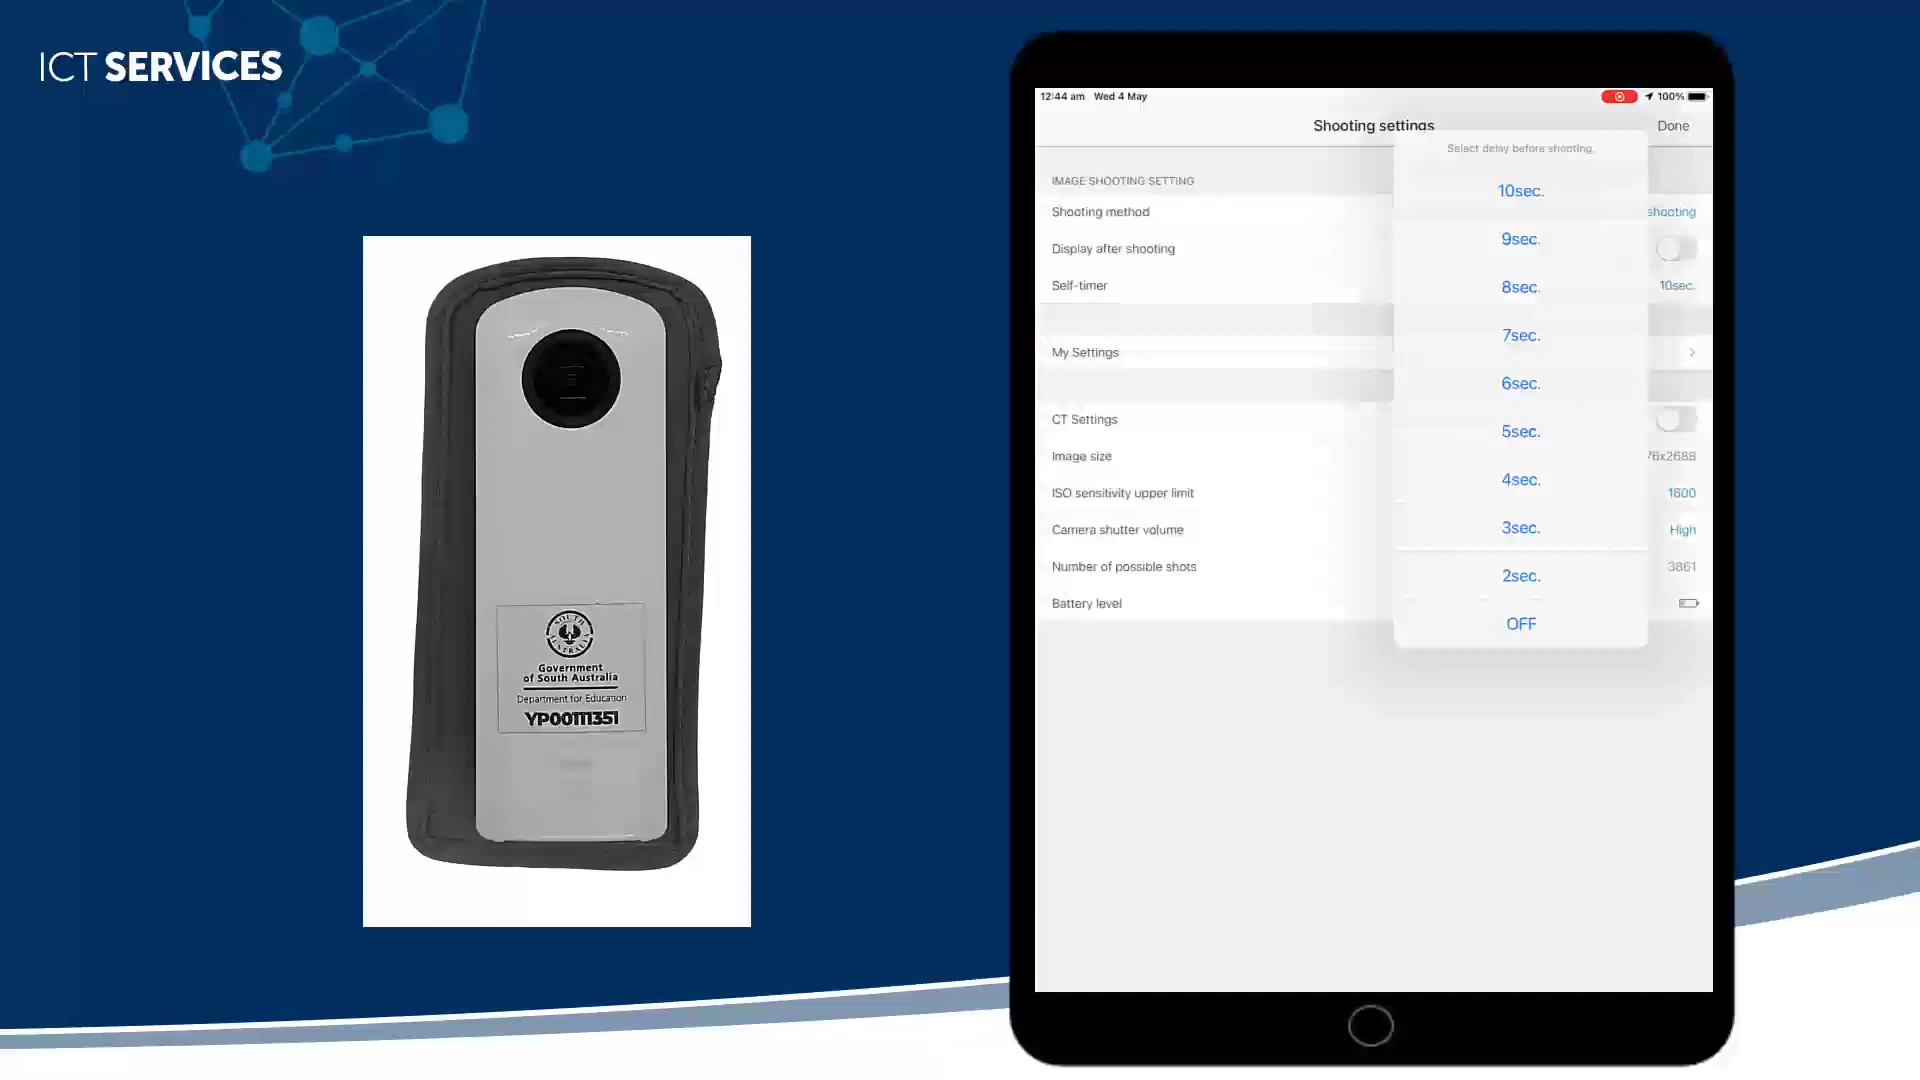 ICT SERVICES
12:44 am Wed 4 May
100%
Shooting settings
Done
IMAGE SHOOTING SETTING
Shooting method
shooting
Display after shooting
Self-timer
10sec.
My Settings
CT Settings
Image size
76x2688
ISO sensitivity upper limit
1600
Camera shutter volume
High
Number of possible shots
3861
Battery level
Select delay before shooting.
10sec.
9sec.
8sec.
7sec.
6sec.
5sec.
4sec.
3sec.
2sec.
OFF
SOUTH
AUSTRALIA
Government
of South Australia
Department for Education
YP00111351